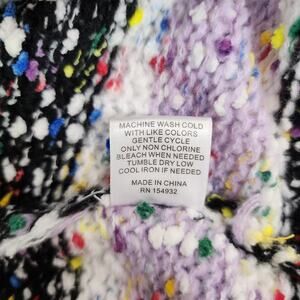 MACHINE WASH COLD
WITH LIKE COLORS
GENTLE CYCLE
ONLY NON CHLORINE
BLEACH WHEN NEEDED
TUMBLE DRY LOW
COOL IRON IF NEEDED
MADE IN CHINA
RN 154932